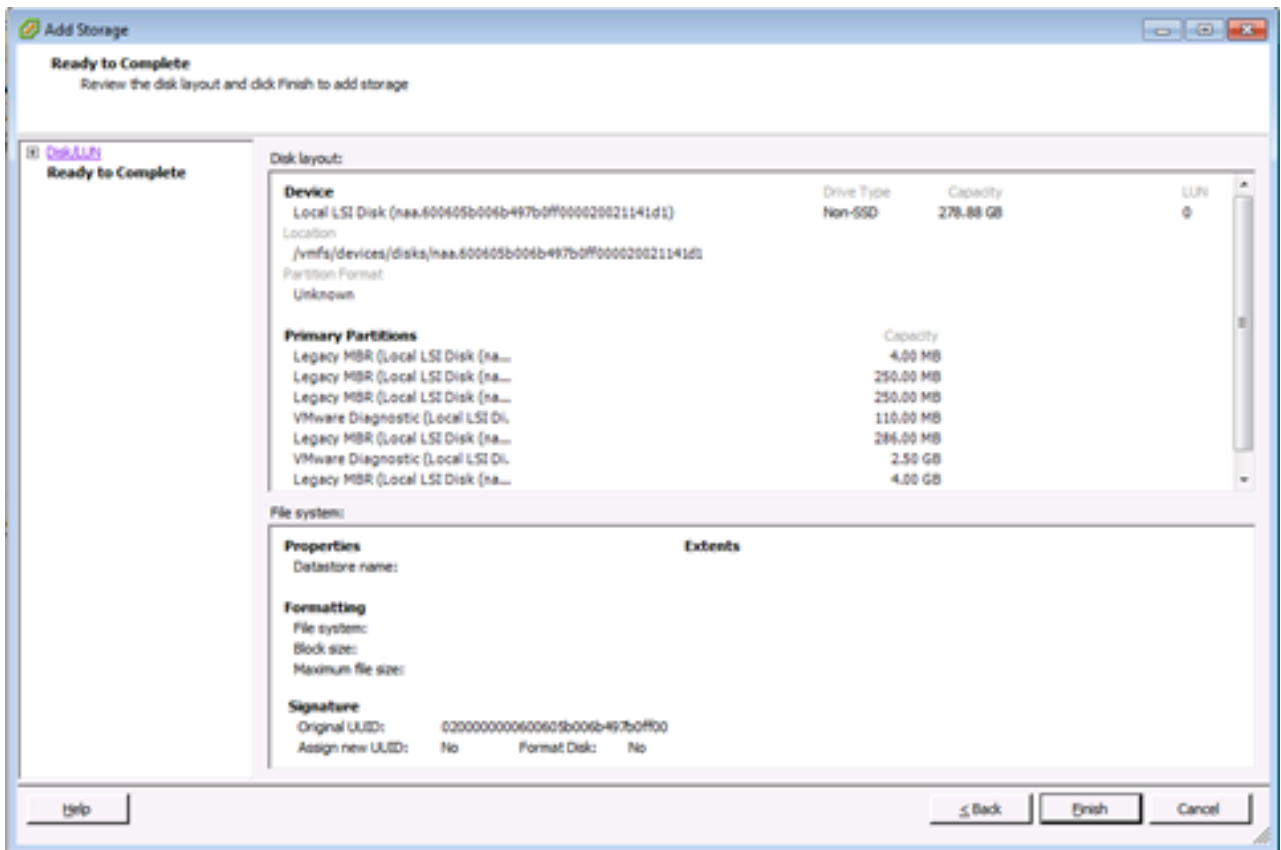 Add Storage
Ready to Complete
Review the disk layout and click Finish to add storage
Disk/LUN
Ready to Complete
Disk layout:
Device Drive Type Capacity LUN
Local LSI Disk (naa.600605b006b497b0ff000020021141d1) Non-SSD 278.88 GB 0
Location
/vmfs/devices/disks/naa.600605b006b497b0ff000020021141d1
Partition Format
Unknown
Primary Partitions Capacity
Legacy MBR (Local LSI Disk (na... 4.00 MB
Legacy MBR (Local LSI Disk (na... 250.00 MB
Legacy MBR (Local LSI Disk (na... 250.00 MB
VMware Diagnostic (Local LSI Di. 110.00 MB
Legacy MBR (Local LSI Disk (na... 286.00 MB
VMware Diagnostic (Local LSI Di. 2.50 GB
Legacy MBR (Local LSI Disk (na... 4.00 GB
File system:
Properties Extents
Datastore name:
Formatting
File system:
Block size:
Maximum file size:
Signature
Original UUID: 0200000000600605b006b497b0ff00
Assign new UUID: No Format Disk: No
Help < Back Finish Cancel